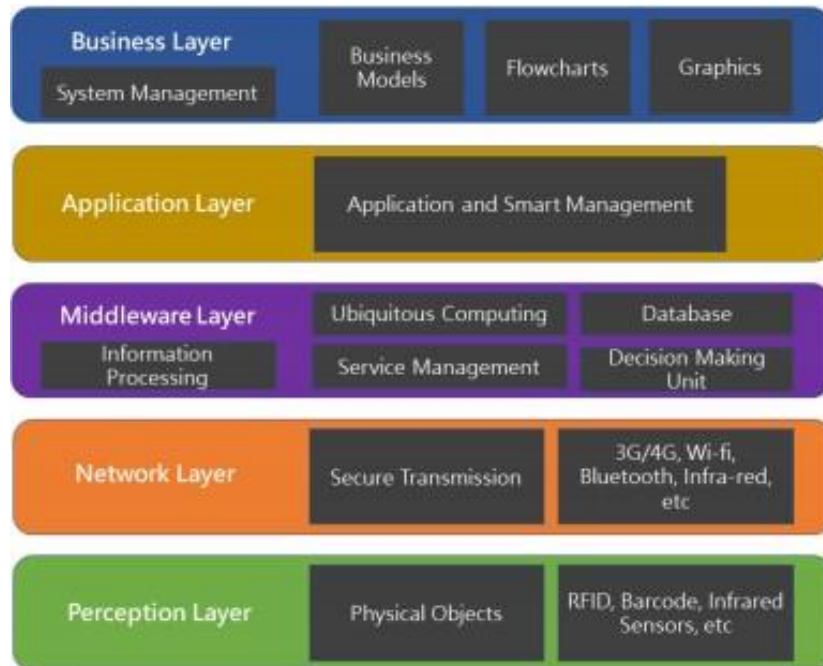 Business Layer
System Management
Business
Models
Flowcharts
Graphics
Application Layer
Application and Smart Management
Middleware Layer
Information
Processing
Ubiquitous Computing
Database
Service Management
Decision Making
Unit
Network Layer
Secure Transmission
3G/4G, Wi-fi,
Bluetooth, Infra-red,
etc
Perception Layer
Physical Objects
RFID, Barcode, Infrared
Sensors, etc